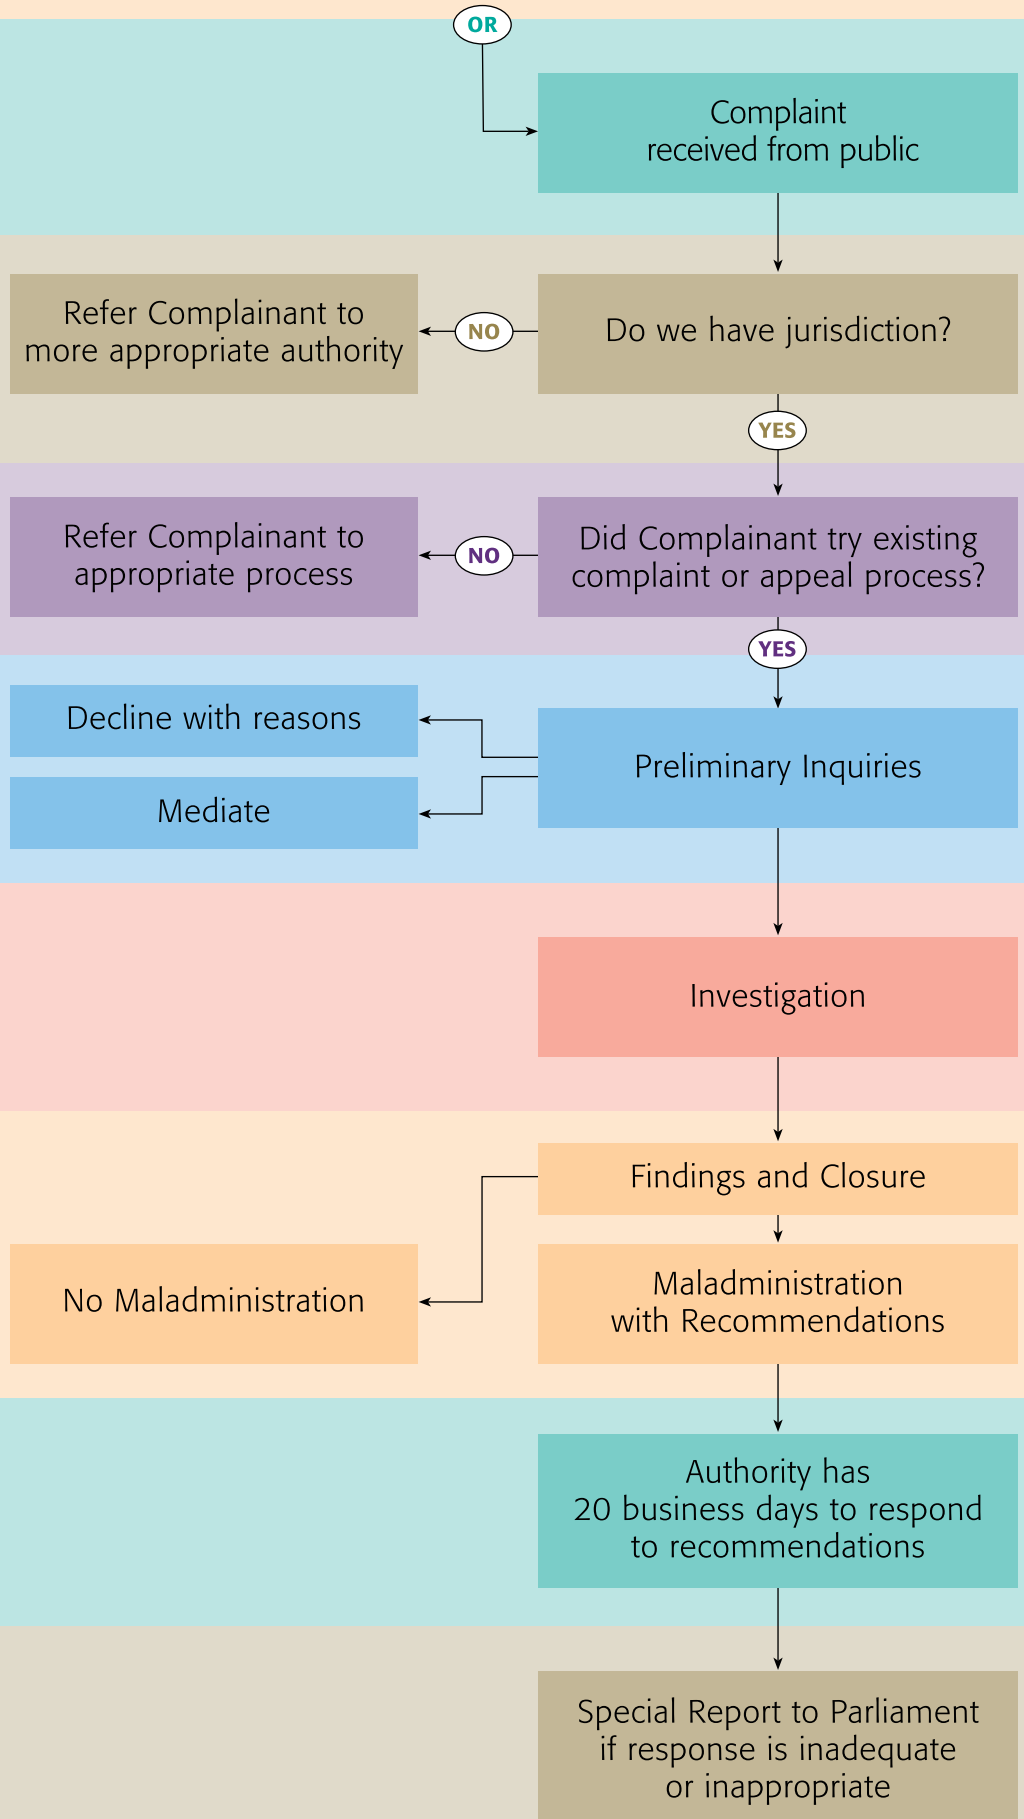 OR
Complaint
received from public
Refer Complainant to
more appropriate authority
NO
Do we have jurisdiction?
YES
Refer Complainant to
appropriate process
NO
Did Complainant try existing
complaint or appeal process?
YES
Decline with reasons
Mediate
Preliminary Inquiries
Investigation
Findings and Closure
No Maladministration
Maladministration
with Recommendations
Authority has
20 business days to respond
to recommendations
Special Report to Parliament
if response is inadequate
or inappropriate